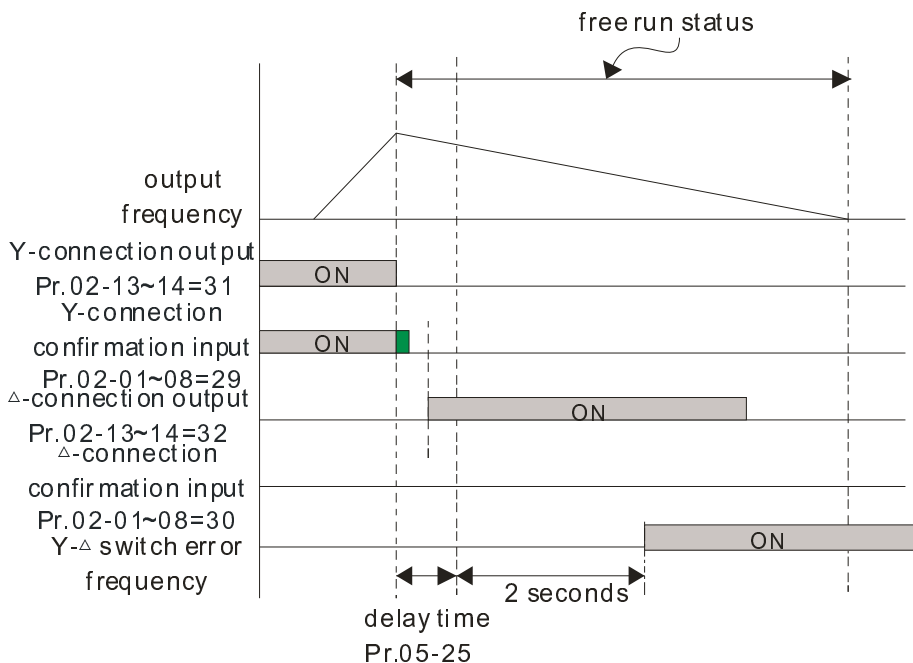 free run status
output
frequency
Y-connection output
ON
Pr.02-13~14=31
Y-connection
confirmation input
ON
Pr.02-01~08=29
△-connection output
ON
Pr.02-13~14=32
△-connection
confirmation input
Pr.02-01~08=30
Y-△ switch error
ON
frequency
2 seconds
delay time
Pr.05-25